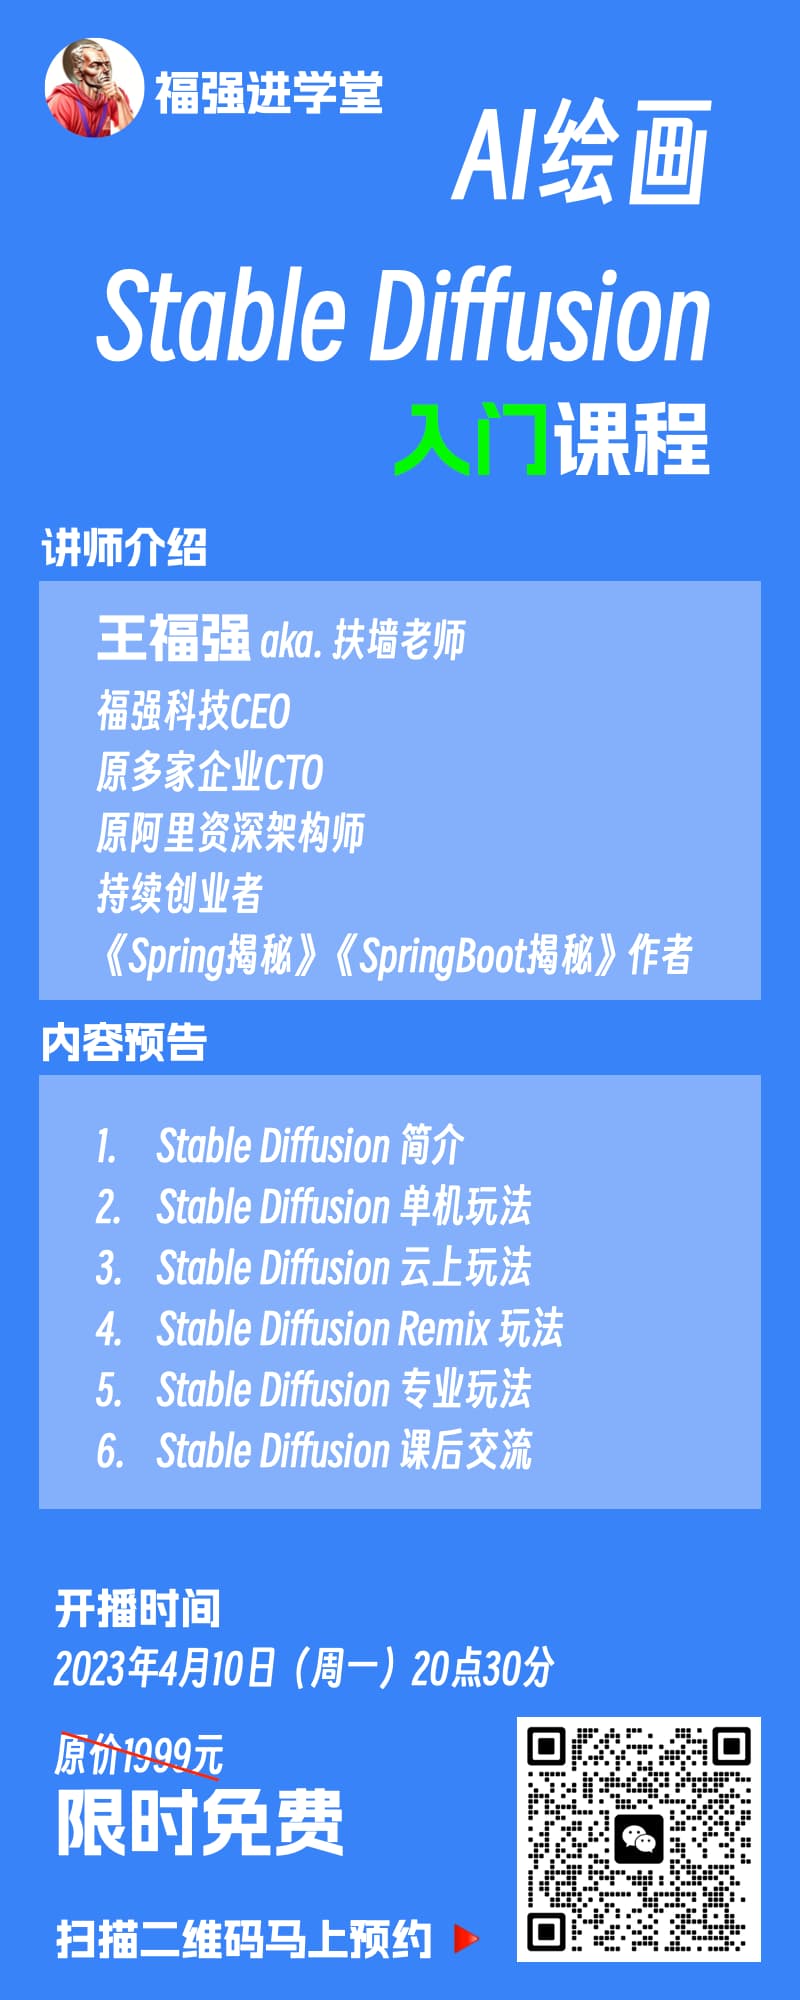 福强进学堂
AI绘画
Stable Diffusion
入门课程
讲师介绍
王福强 aka. 扶墙老师
福强科技CEO
原多家企业CTO
原阿里资深架构师
持续创业者
《Spring揭秘》《SpringBoot揭秘》作者
内容预告
1. Stable Diffusion 简介
2. Stable Diffusion 单机玩法
3. Stable Diffusion 云上玩法
4. Stable Diffusion Remix 玩法
5. Stable Diffusion 专业玩法
6. Stable Diffusion 课后交流
开播时间
2023年4月10日（周一）20点30分
原价1999元
限时免费
扫描二维码马上预约